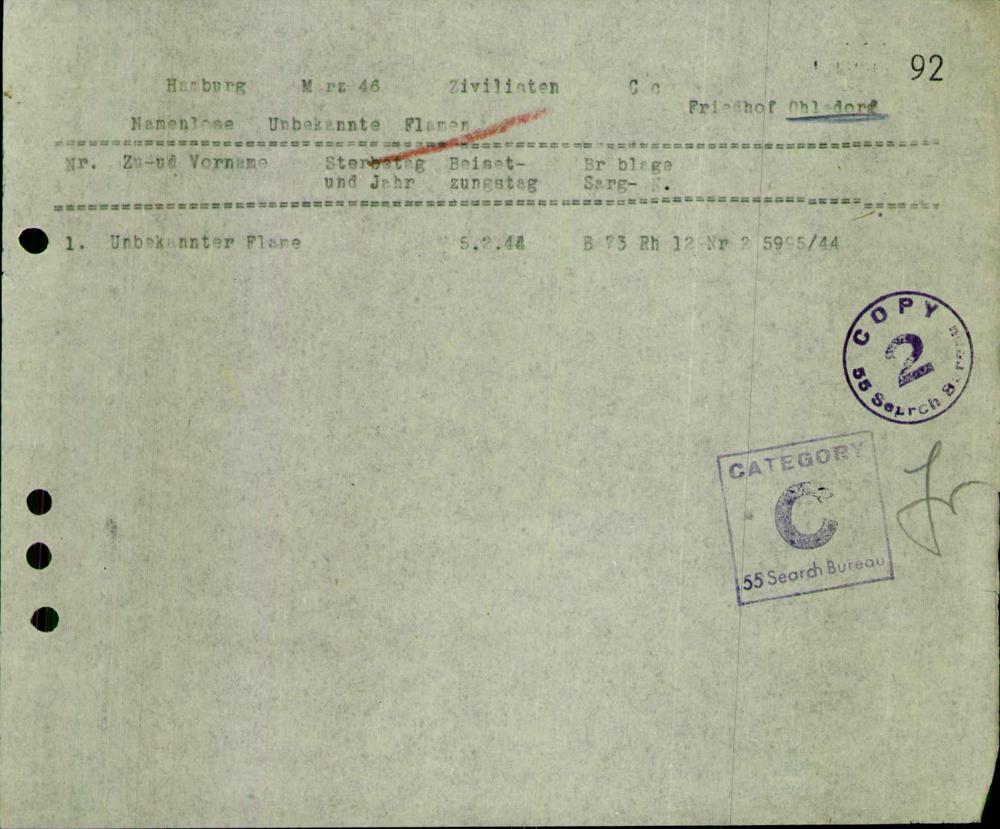 92
Hamburg M rz 46 Zivilisten C c
Friedhof Ohlsdorf
Namenlose Unbekannte Flamen
Nr. Zu-ud Vorname Sterbetag Beiset- Br blage
und Jahr zungstag Sarg- N.
1. Unbekannter Flame 5.2.44 B 73 Rh 12 Nr 2 5995/44
COPY
2
55 Search Bureau
CATEGORY
C
55 Search Bureau